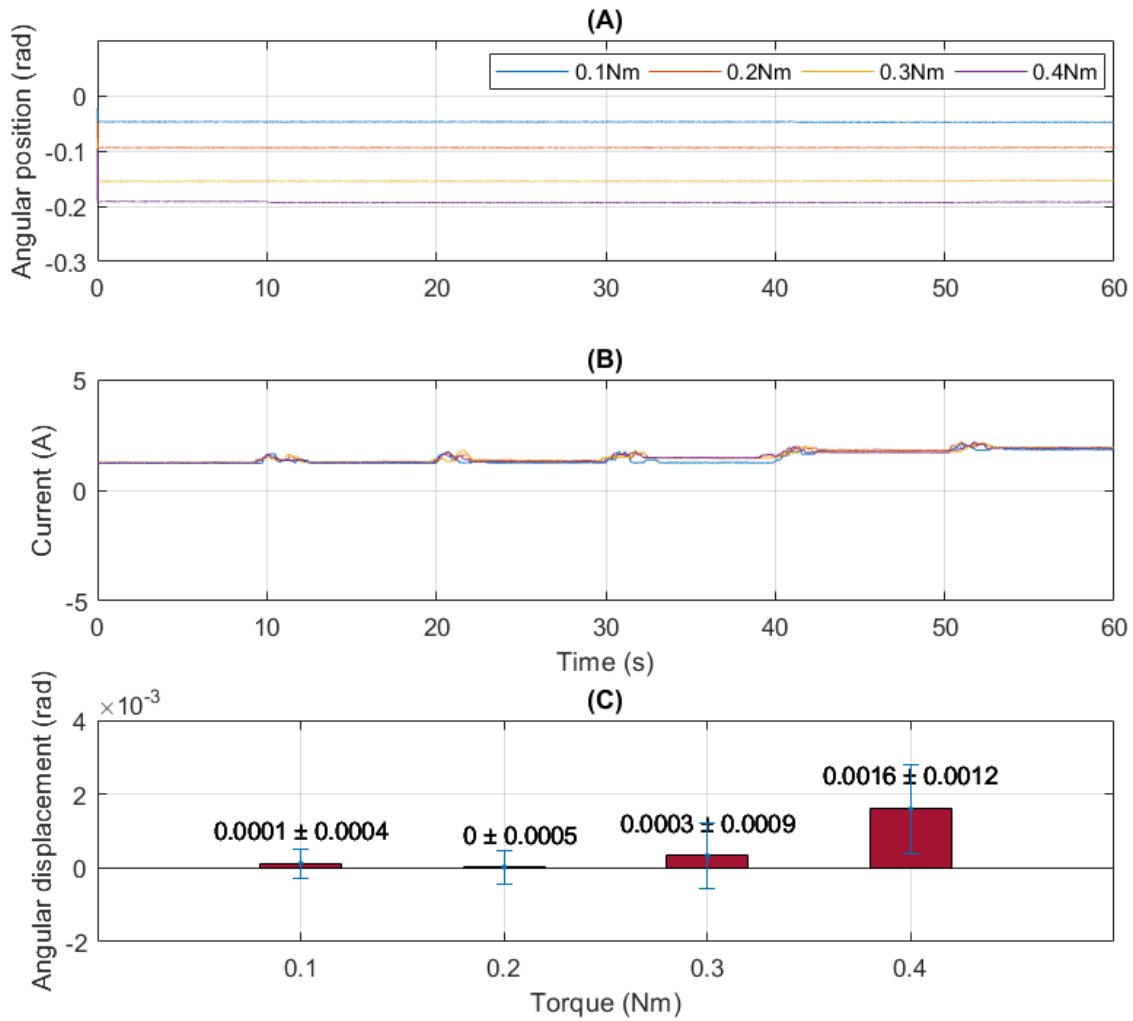 (A)
Angular position (rad)
0.1Nm 0.2Nm 0.3Nm 0.4Nm
0
-0.1
-0.2
-0.3
0 10 20 30 40 50 60
(B)
Current (A)
5
0
-5
0 10 20 30 40 50 60
Time (s)
(C)
×10-3
Angular displacement (rad)
4
2
0
-2
0.0001 ± 0.0004
0 ± 0.0005
0.0003 ± 0.0009
0.0016 ± 0.0012
0.1 0.2 0.3 0.4
Torque (Nm)